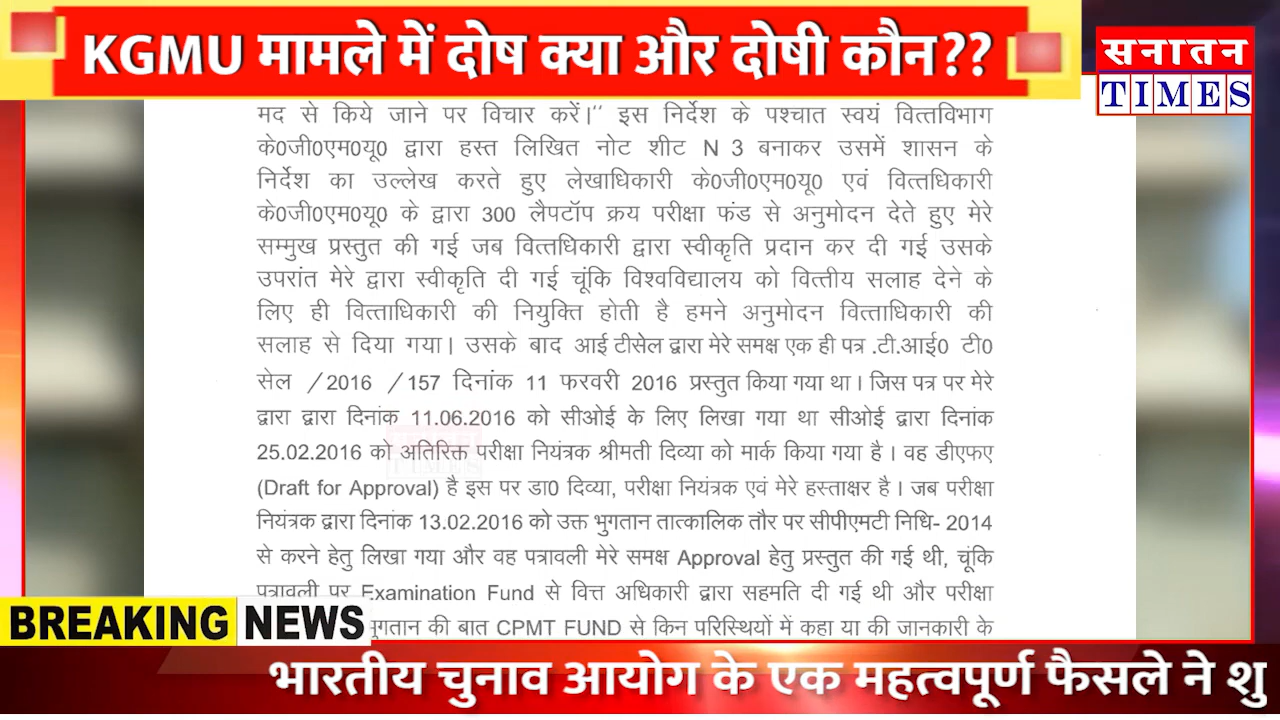 KGMU मामले में दोष क्या और दोषी कौन??
सनातन
TIMES
मद से किये जाने पर विचार करें।‘‘ इस निर्देश के पश्चात स्वयं वित्तविभाग
के0जी0एम0यू0 द्वारा हस्त लिखित नोट शीट N 3 बनाकर उसमें शासन के
निर्देश का उल्लेख करते हुए लेखाधिकारी के0जी0एम0यू0 एवं वित्तधिकारी
के0जी0एम0यू0 के द्वारा 300 लैपटॉप क्रय परीक्षा फंड से अनुमोदन देते हुए मेरे
सम्मुख प्रस्तुत की गई जब वित्तधिकारी द्वारा स्वीकृति प्रदान कर दी गई उसके
उपरांत मेरे द्वारा स्वीकृति दी गई चूंकि विश्वविद्यालय को वित्तीय सलाह देने के
लिए ही वित्ताधिकारी की नियुक्ति होती है हमने अनुमोदन वित्ताधिकारी की
सलाह से दिया गया। उसके बाद आई टीसेल द्वारा मेरे समक्ष एक ही पत्र .टी.आई0 टी0
सेल /2016 /157 दिनांक 11 फरवरी 2016 प्रस्तुत किया गया था। जिस पत्र पर मेरे
द्वारा द्वारा दिनांक 11.06.2016 को सीओई के लिए लिखा गया था सीओई द्वारा दिनांक
25.02.2016 को अतिरिक्त परीक्षा नियंत्रक श्रीमती दिव्या को मार्क किया गया है। वह डीएफए
(Draft for Approval) है इस पर डा0 दिव्या, परीक्षा नियंत्रक एवं मेरे हस्ताक्षर है। जब परीक्षा
नियंत्रक द्वारा दिनांक 13.02.2016 को उक्त भुगतान तात्कालिक तौर पर सीपीएमटी निधि- 2014
से करने हेतु लिखा गया और वह पत्रावली मेरे समक्ष Approval हेतु प्रस्तुत की गई थी, चूंकि
पत्रावली पर Examination Fund से वित्त अधिकारी द्वारा सहमति दी गई थी और परीक्षा
भुगतान की बात CPMT FUND से किन परिस्थियों में कहा या की जानकारी के
BREAKING NEWS
भारतीय चुनाव आयोग के एक महत्वपूर्ण फैसले ने शु